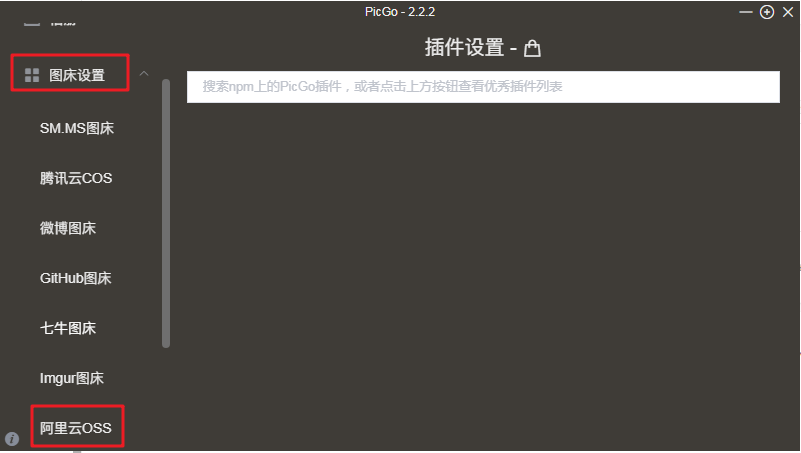 PicGo - 2.2.2
图床设置
SM.MS图床
腾讯云COS
微博图床
GitHub图床
七牛图床
Imgur图床
阿里云OSS
插件设置 -
搜索npm上的PicGo插件，或者点击上方按钮查看优秀插件列表